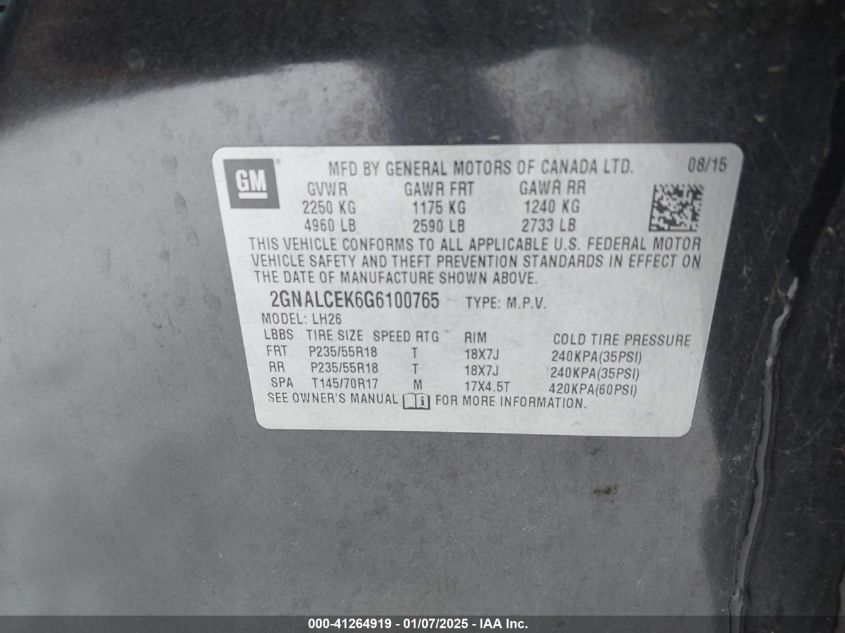 GM
MFD BY GENERAL MOTORS OF CANADA LTD. 08/15
GVWR GAWR FRT GAWR RR
2250 KG 1175 KG 1240 KG
4960 LB 2590 LB 2733 LB
THIS VEHICLE CONFORMS TO ALL APPLICABLE U.S. FEDERAL MOTOR
VEHICLE SAFETY AND THEFT PREVENTION STANDARDS IN EFFECT ON
THE DATE OF MANUFACTURE SHOWN ABOVE.
2GNALCEK6G6100765 TYPE: M.P.V.
MODEL: LH26
LBBS TIRE SIZE SPEED RTG RIM COLD TIRE PRESSURE
FRT P235/55R18 T 18X7J 240KPA(35PSI)
RR P235/55R18 T 18X7J 240KPA(35PSI)
SPA T145/70R17 M 17X4.5T 420KPA(60PSI)
SEE OWNER'S MANUAL i FOR MORE INFORMATION.
000-41264919 - 01/07/2025 - IAA Inc.